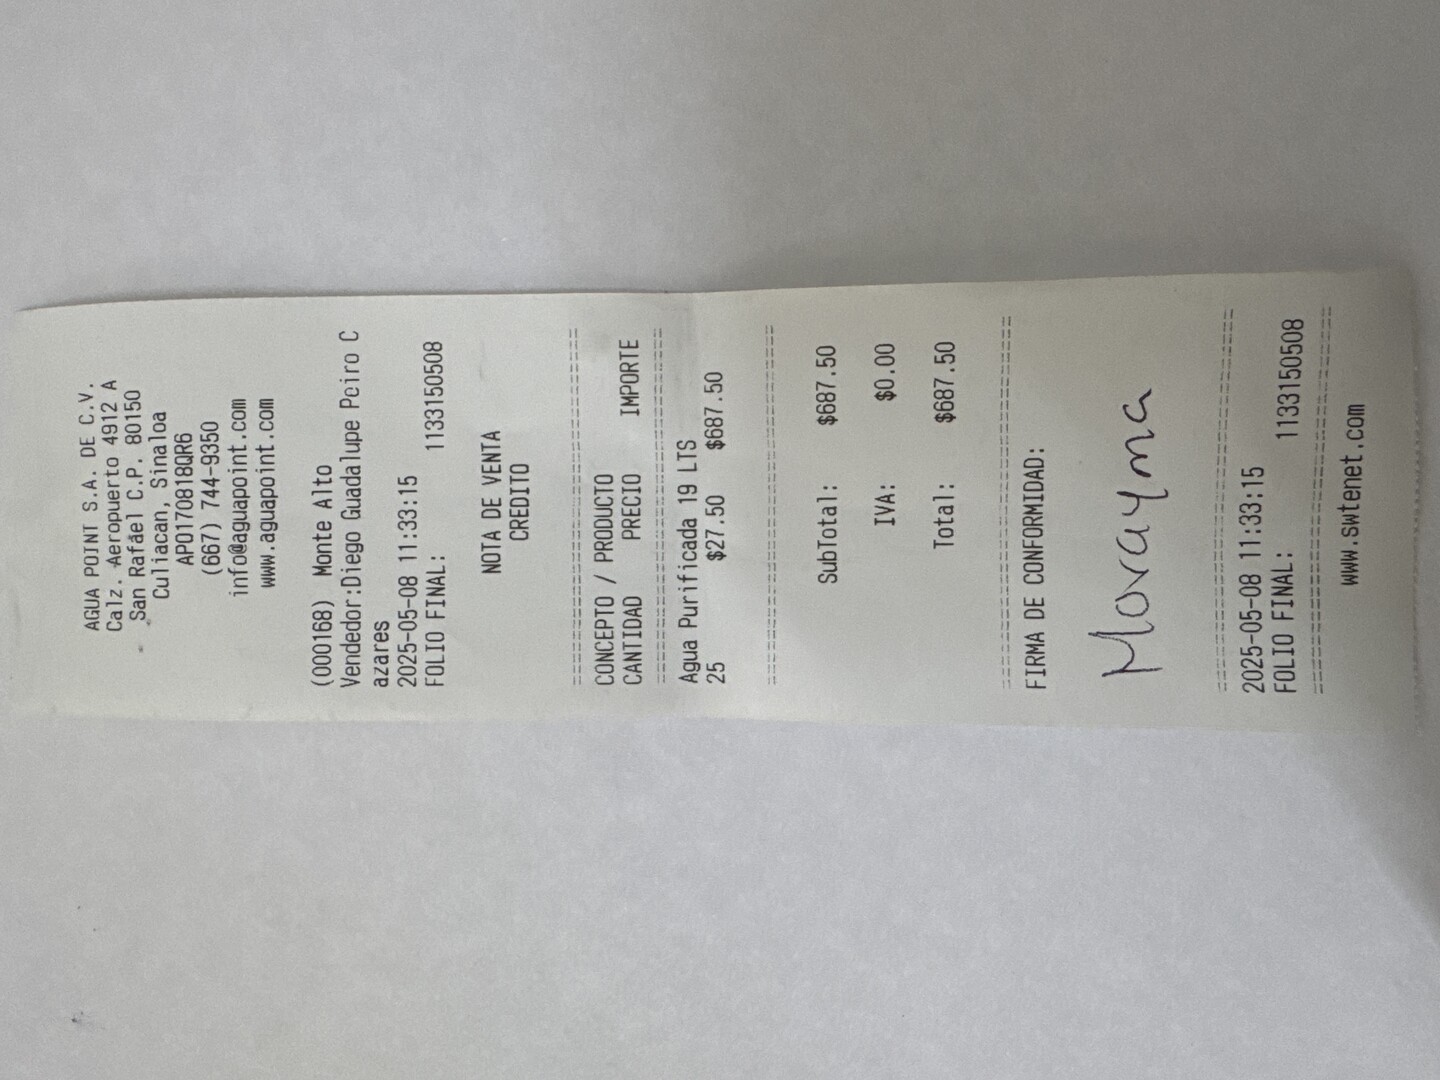 AGUA POINT S.A. DE C.V.
Calz. Aeropuerto 4912 A
San Rafael C.P. 80150
Culiacan, Sinaloa
APO170818QR6
(667) 744-9350
info@aguapoint.com
www.aguapoint.com
(000168) Monte Alto
Vendedor:Diego Guadalupe Peiro C
azares
2025-05-08 11:33:15
FOLIO FINAL: 1133150508
NOTA DE VENTA
CREDITO
================================
CONCEPTO / PRODUCTO
CANTIDAD PRECIO IMPORTE
================================
Agua Purificada 19 LTS
25 $27.50 $687.50
================================
SubTotal: $687.50
IVA: $0.00
Total: $687.50
================================
FIRMA DE CONFORMIDAD:
Morayma
================================
2025-05-08 11:33:15
FOLIO FINAL: 1133150508
================================
www.swtenet.com